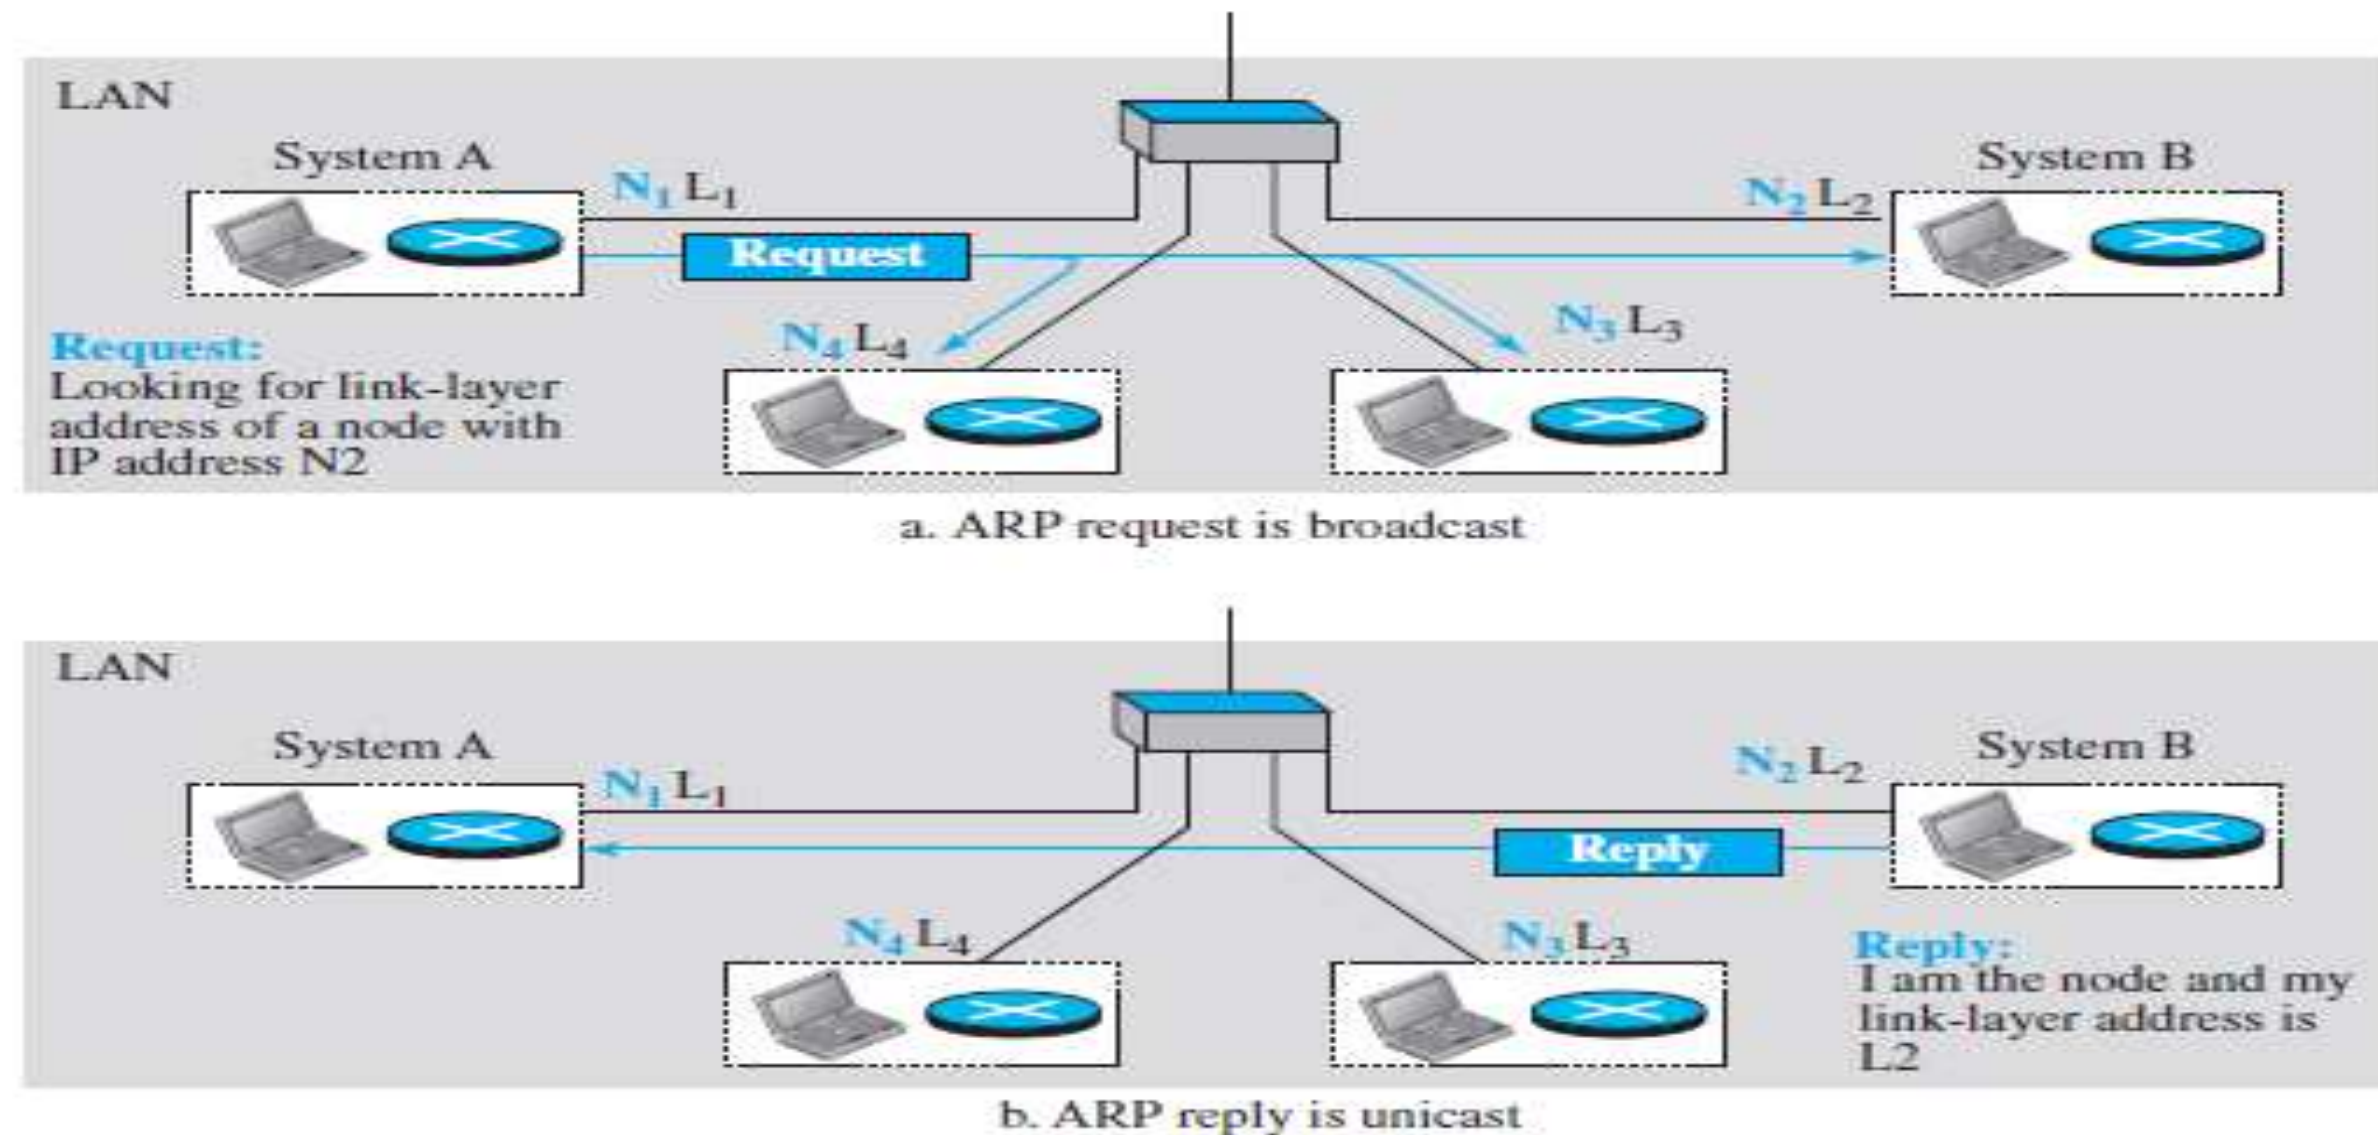 LAN
System A
System B
N₁ L₁
N₂ L₂
Request
N₄ L₄
N₃ L₃
Request:
Looking for link-layer
address of a node with
IP address N2
a. ARP request is broadcast
LAN
System A
System B
N₁ L₁
N₂ L₂
Reply
N₄ L₄
N₃ L₃
Reply:
I am the node and my
link-layer address is
L2
b. ARP reply is unicast